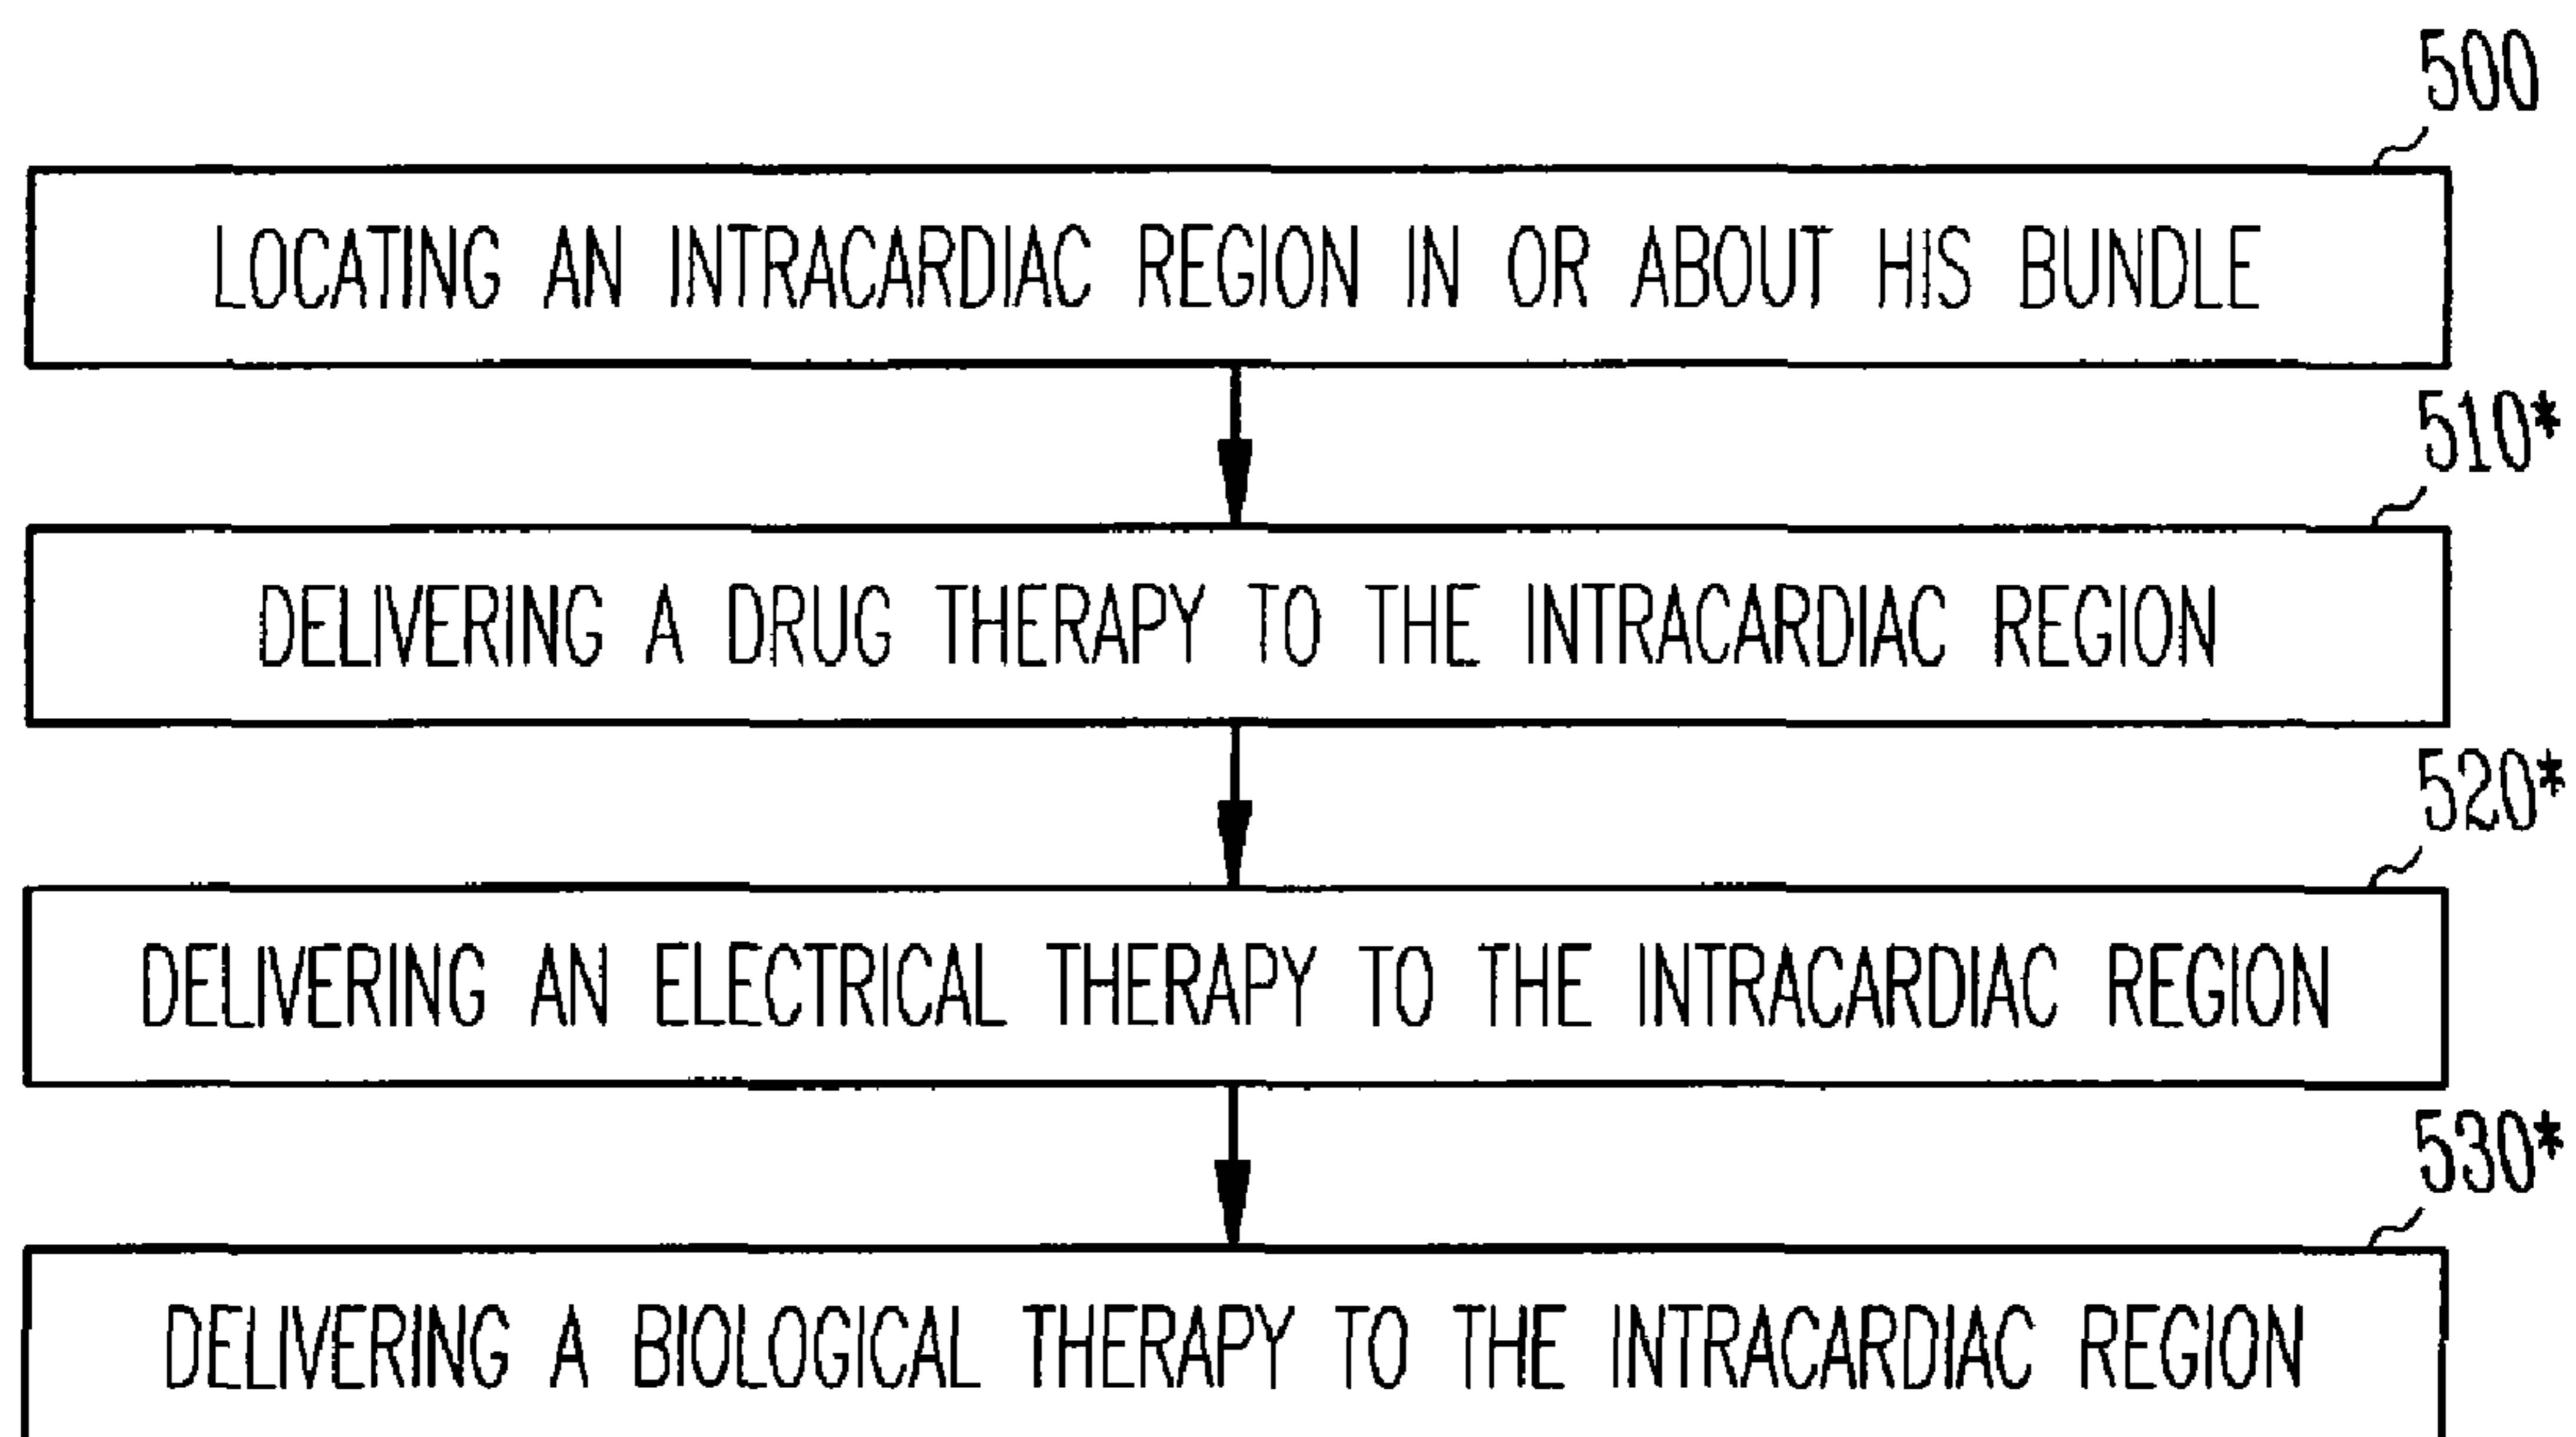 500
LOCATING AN INTRACARDIAC REGION IN OR ABOUT HIS BUNDLE
510*
DELIVERING A DRUG THERAPY TO THE INTRACARDIAC REGION
520*
DELIVERING AN ELECTRICAL THERAPY TO THE INTRACARDIAC REGION
530*
DELIVERING A BIOLOGICAL THERAPY TO THE INTRACARDIAC REGION